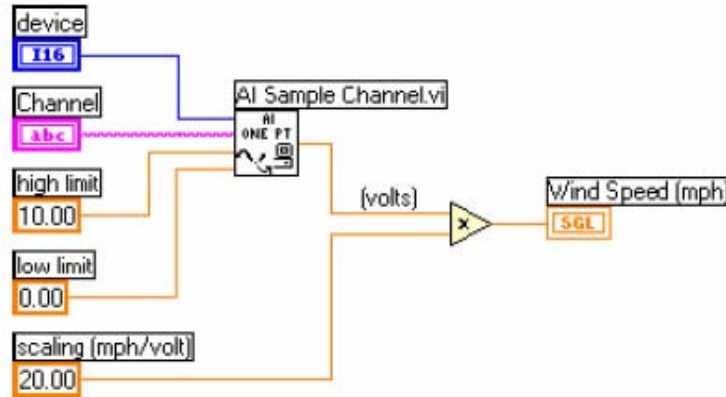 device
I16
Channel
abc
AI Sample Channel.vi
AI
ONE PT
high limit
10.00
low limit
0.00
(volts)
x
Wind Speed (mph)
SGL
scaling (mph/volt)
20.00